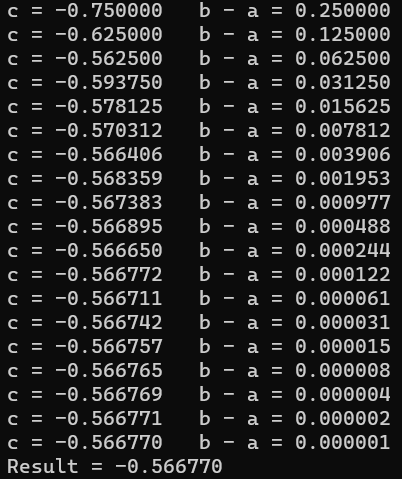 c = -0.750000   b - a = 0.250000
c = -0.625000   b - a = 0.125000
c = -0.562500   b - a = 0.062500
c = -0.593750   b - a = 0.031250
c = -0.578125   b - a = 0.015625
c = -0.570312   b - a = 0.007812
c = -0.566406   b - a = 0.003906
c = -0.568359   b - a = 0.001953
c = -0.567383   b - a = 0.000977
c = -0.566895   b - a = 0.000488
c = -0.566650   b - a = 0.000244
c = -0.566772   b - a = 0.000122
c = -0.566711   b - a = 0.000061
c = -0.566742   b - a = 0.000031
c = -0.566757   b - a = 0.000015
c = -0.566765   b - a = 0.000008
c = -0.566769   b - a = 0.000004
c = -0.566771   b - a = 0.000002
c = -0.566770   b - a = 0.000001
Result = -0.566770